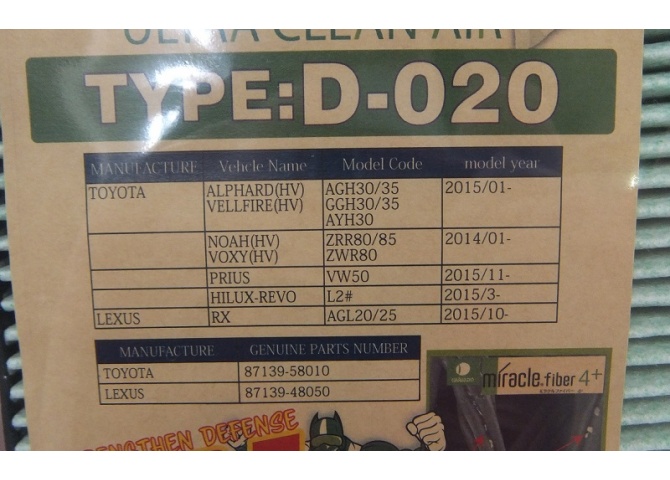 ULTRA CLEAN AIR
TYPE:D-020
MANUFACTURE Vehcle Name Model Code model year
TOYOTA ALPHARD(HV) AGH30/35 2015/01-
VELLFIRE(HV) GGH30/35
AYH30
NOAH(HV) ZRR80/85 2014/01-
VOXY(HV) ZWR80
PRIUS VW50 2015/11-
HILUX-REVO L2# 2015/3-
LEXUS RX AGL20/25 2015/10-
MANUFACTURE GENUINE PARTS NUMBER
TOYOTA 87139-58010
LEXUS 87139-48050
miracle fiber 4+
DEFENSE